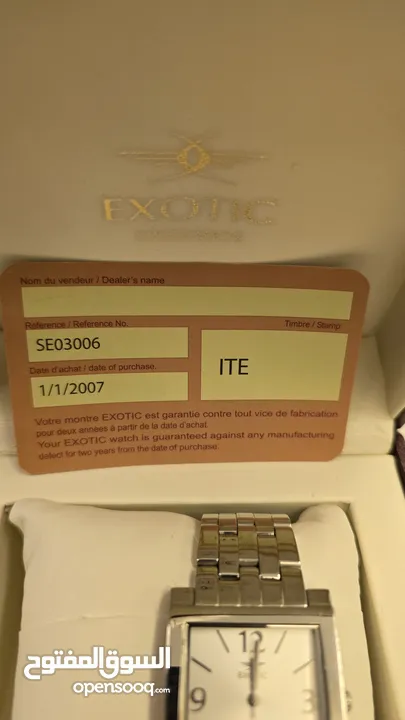 EXOTIC
Nom du vendeur / Dealer's name
Reference / Reference No.
Timbre / Stamp
SE03006
ITE
Date d'achat / date of purchase
1/1/2007
Votre montre EXOTIC est garantie contre tout vice de fabrication
pour deux années à partir de la date d'achat.
Your EXOTIC watch is guaranteed against any manufacturing
defect for two years from the date of purchase.
12
EXOTIC
9
3
السوق المفتوح
opensooq.com